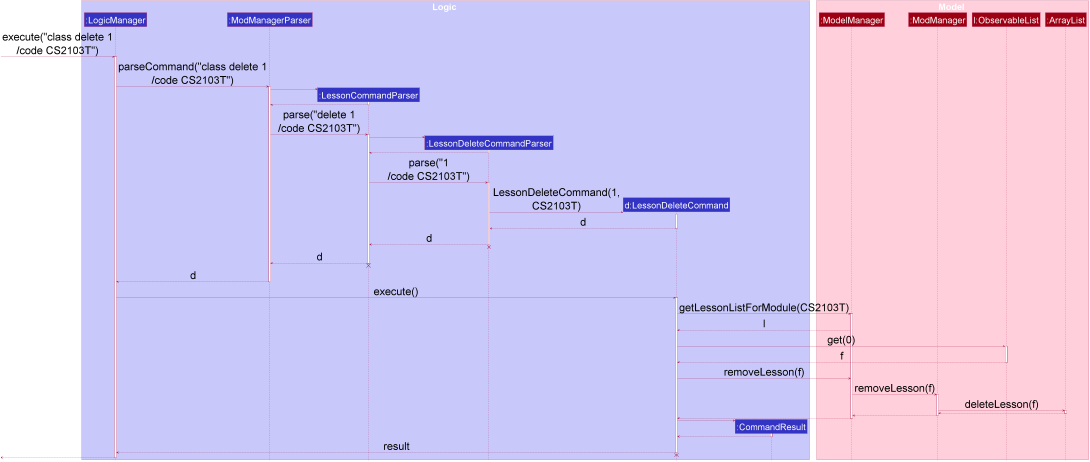 Logic
Model
:LogicManager
:ModManagerParser
:ModelManager
:ModManager
l:ObservableList
:ArrayList
execute("class delete 1
/code CS2103T")
parseCommand("class delete 1
/code CS2103T")
:LessonCommandParser
parse("delete 1
/code CS2103T")
:LessonDeleteCommandParser
parse("1
/code CS2103T")
LessonDeleteCommand(1,
CS2103T)
d:LessonDeleteCommand
d
d
d
d
execute()
getLessonListForModule(CS2103T)
l
get(0)
f
removeLesson(f)
removeLesson(f)
deleteLesson(f)
:CommandResult
result